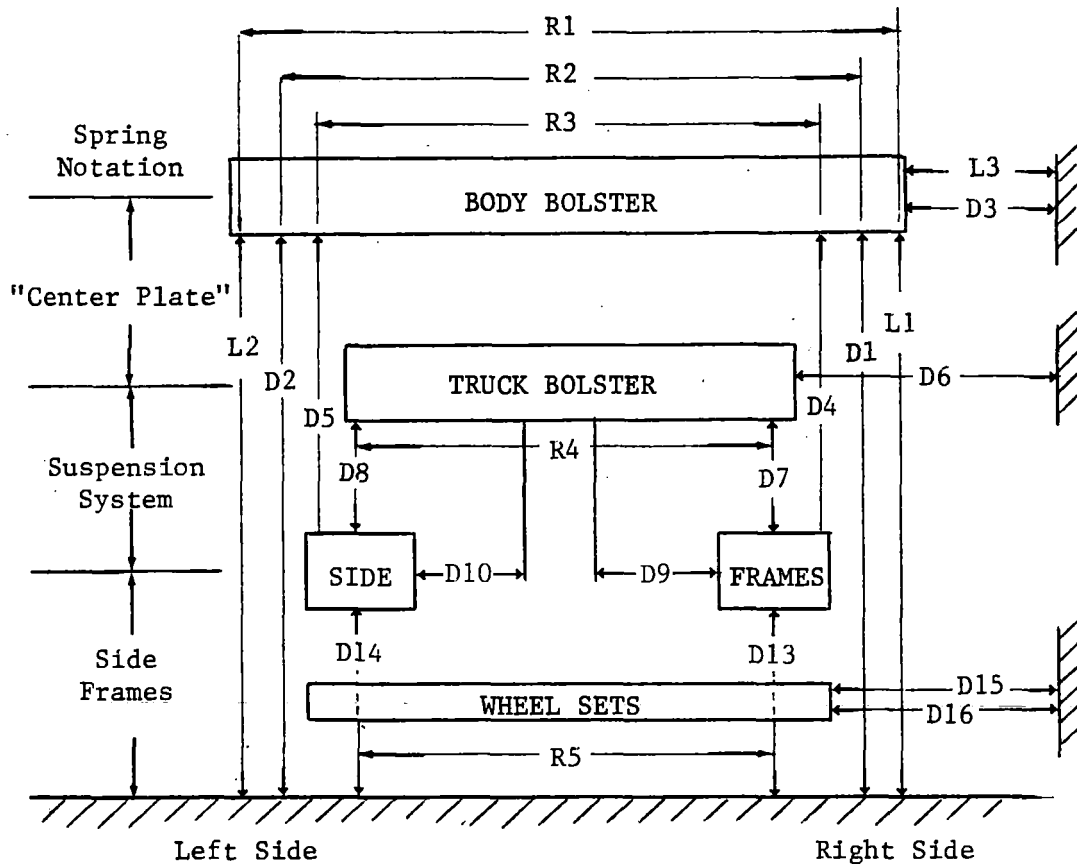 R1
R2
R3
Spring
Notation
L3
BODY BOLSTER
D3
"Center Plate"
L1
L2
D1
D2
TRUCK BOLSTER
D6
D5
D4
R4
Suspension
System
D8
D7
SIDE
D10
D9
FRAMES
D14
D13
Side
Frames
D15
WHEEL SETS
D16
R5
Left Side
Right Side